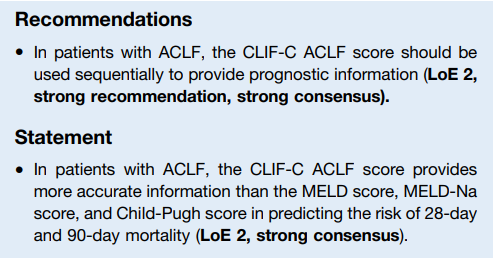 Recommendations
• In patients with ACLF, the CLIF-C ACLF score should be
used sequentially to provide prognostic information (LoE 2,
strong recommendation, strong consensus).
Statement
• In patients with ACLF, the CLIF-C ACLF score provides
more accurate information than the MELD score, MELD-Na
score, and Child-Pugh score in predicting the risk of 28-day
and 90-day mortality (LoE 2, strong consensus).